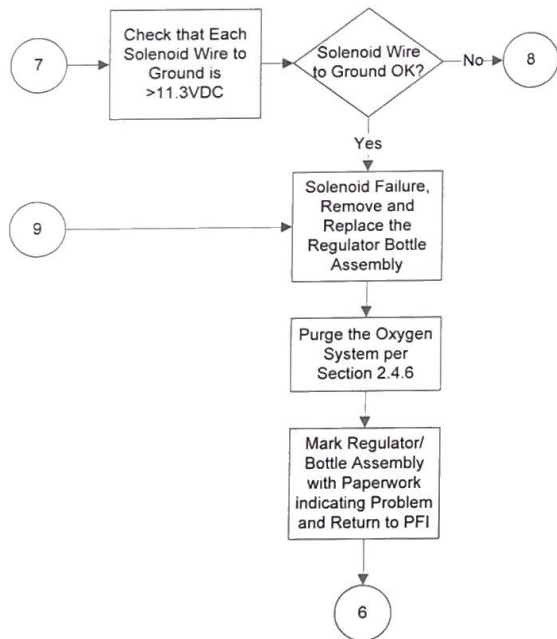 7
Check that Each
Solenoid Wire to
Ground is
>11.3VDC
Solenoid Wire
to Ground OK?
No
8
Yes
9
Solenoid Failure,
Remove and
Replace the
Regulator Bottle
Assembly
Purge the Oxygen
System per
Section 2.4.6
Mark Regulator/
Bottle Assembly
with Paperwork
indicating Problem
and Return to PFI
6